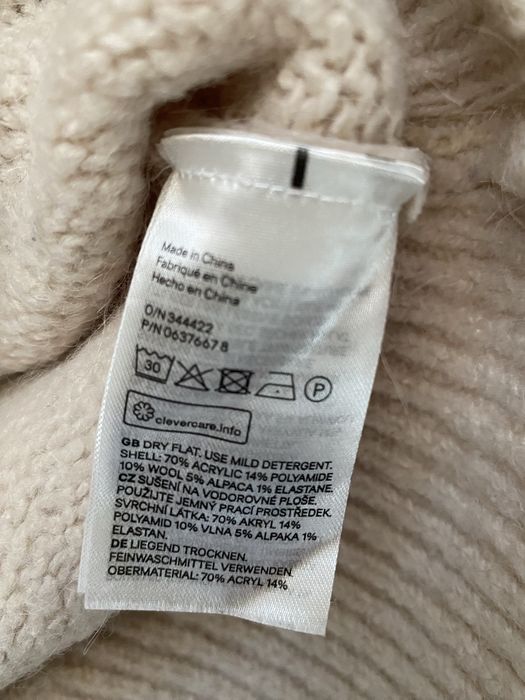 Made in China
Fabriqué en Chine
Hecho en China
O/N 344422
P/N 06376678
30
P
clevercare.info
GB DRY FLAT. USE MILD DETERGENT.
SHELL: 70% ACRYLIC 14% POLYAMIDE
10% WOOL 5% ALPACA 1% ELASTANE.
CZ SUŠENÍ NA VODOROVNÉ PLOŠE.
POUŽIJTE JEMNÝ PRACÍ PROSTŘEDEK.
SVRCHNÍ LÁTKA: 70% AKRYL 14%
POLYAMID 10% VLNA 5% ALPAKA 1%
ELASTAN.
DE LIEGEND TROCKNEN.
FEINWASCHMITTEL VERWENDEN.
OBERMATERIAL: 70% ACRYL 14%